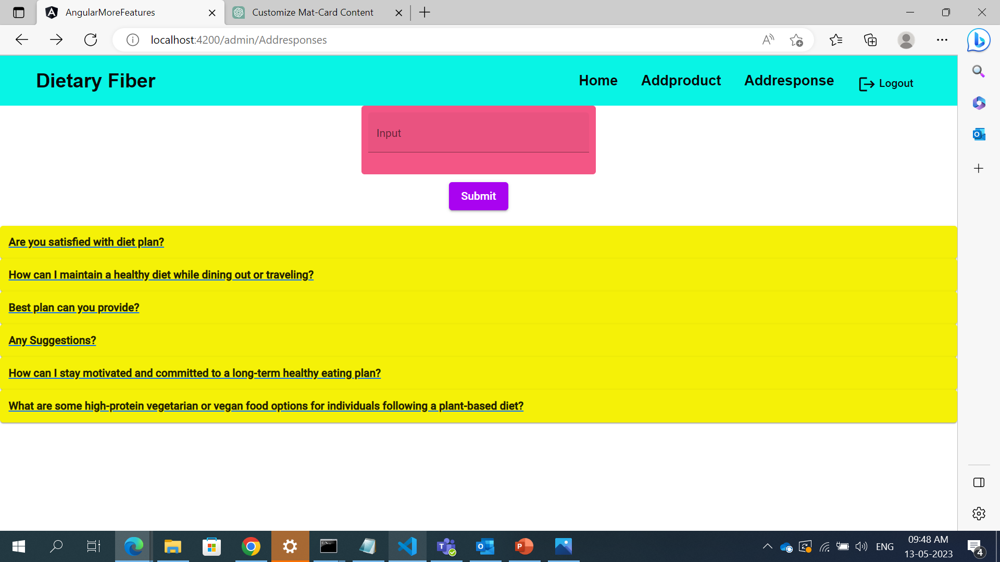 AngularMoreFeatures
Customize Mat-Card Content
localhost:4200/admin/Addresponses
Dietary Fiber
Home
Addproduct
Addresponse
Logout
Input
Submit
Are you satisfied with diet plan?
How can I maintain a healthy diet while dining out or traveling?
Best plan can you provide?
Any Suggestions?
How can I stay motivated and committed to a long-term healthy eating plan?
What are some high-protein vegetarian or vegan food options for individuals following a plant-based diet?
ENG
09:48 AM
13-05-2023
4